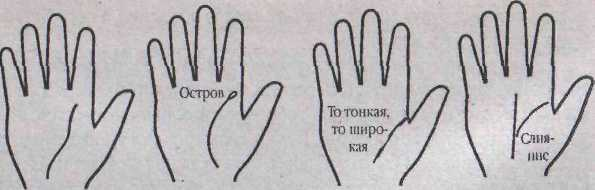 Остров
То тонкая,
то широ-
кая
Слия-
ние